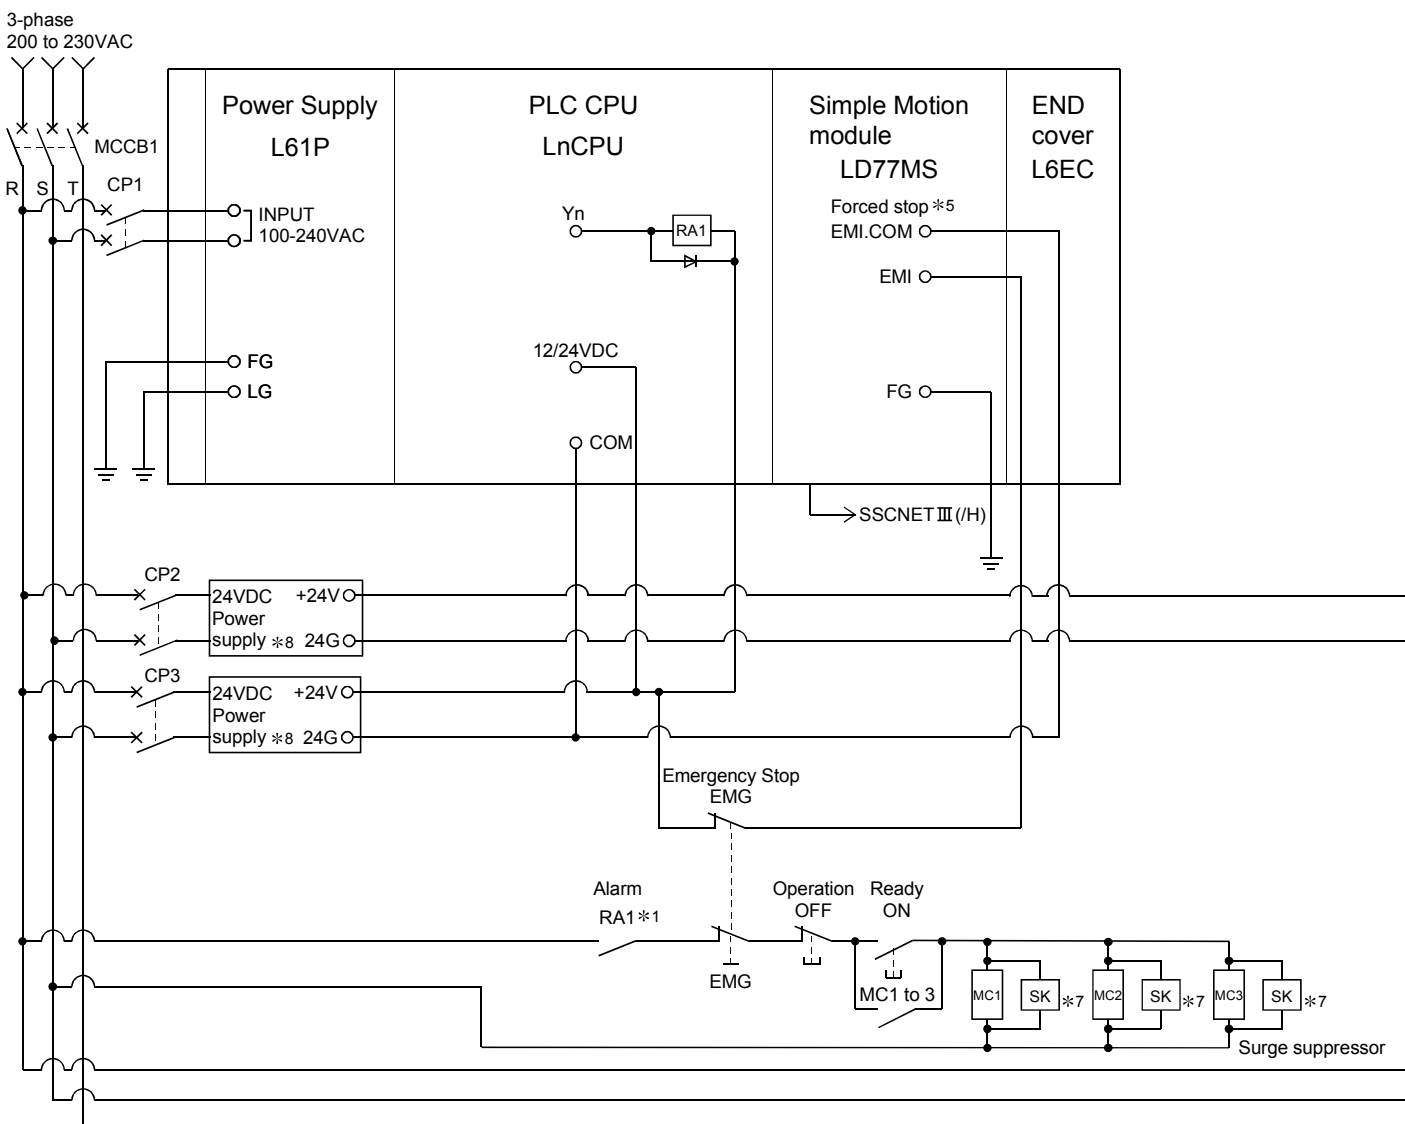 3-phase
200 to 230VAC
MCCB1
R S T
CP1
Power Supply
L61P
INPUT
100-240VAC
FG
LG
PLC CPU
LnCPU
Yn
RA1
12/24VDC
COM
Simple Motion
module
LD77MS
Forced stop *5
EMI.COM
EMI
FG
END
cover
L6EC
SSCNETⅢ(/H)
CP2
24VDC +24V
Power
supply *8 24G
CP3
24VDC +24V
Power
supply *8 24G
Emergency Stop
EMG
Alarm
RA1*1
EMG
Operation
OFF
Ready
ON
MC1 to 3
MC1 SK *7 MC2 SK *7 MC3 SK *7
Surge suppressor